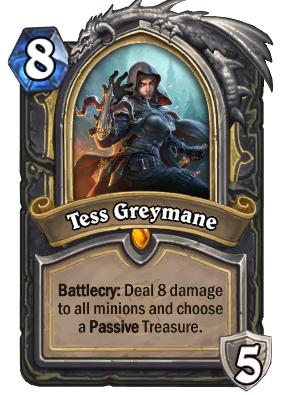 8
Tess Greymane
Battlecry: Deal 8 damage
to all minions and choose
a Passive Treasure.
5